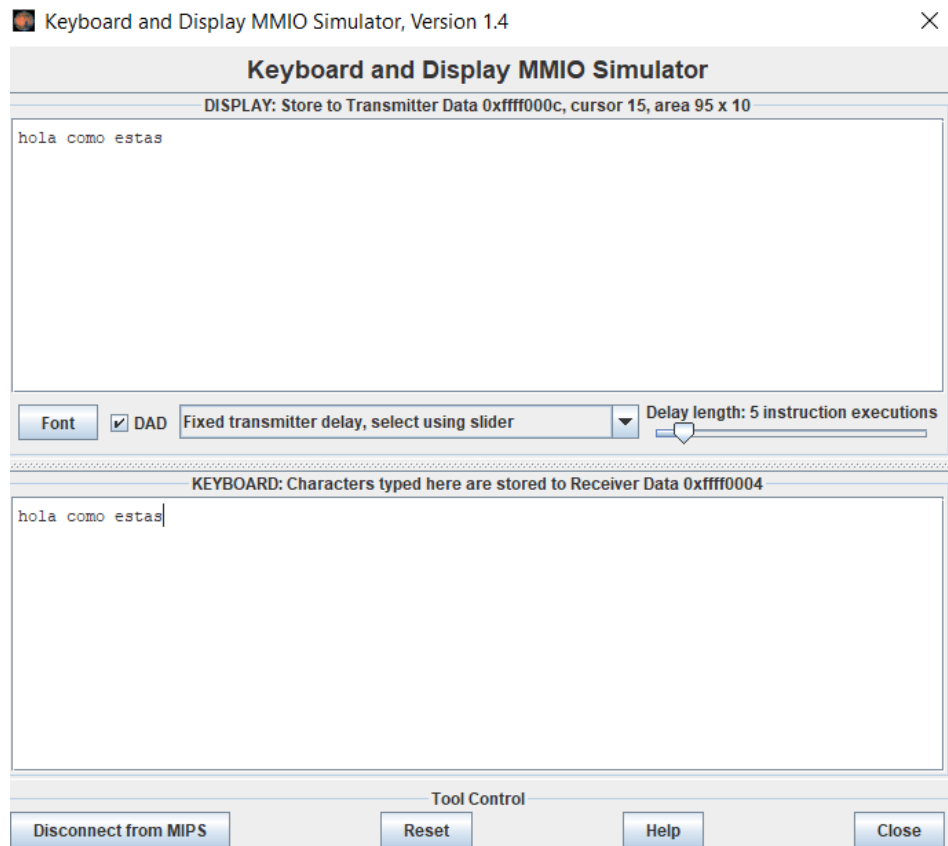 Keyboard and Display MMIO Simulator, Version 1.4
Keyboard and Display MMIO Simulator
DISPLAY: Store to Transmitter Data 0xffff000c, cursor 15, area 95 x 10
hola como estas
Font
DAD
Fixed transmitter delay, select using slider
Delay length: 5 instruction executions
KEYBOARD: Characters typed here are stored to Receiver Data 0xffff0004
hola como estas
Tool Control
Disconnect from MIPS
Reset
Help
Close